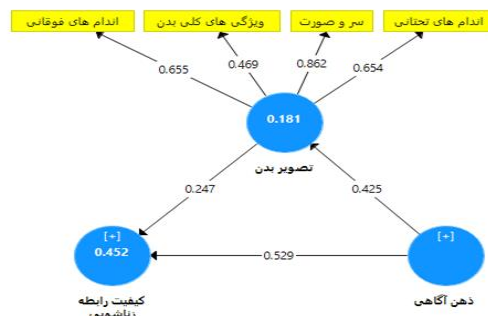 اندام های فوقانی
ویژگی های کلی بدن
سر و صورت
اندام های تحتانی
0.655
0.469
0.862
0.654
0.181
تصویر بدن
0.247
0.425
[+]
0.452
0.529
[+]
کیفیت رابطه
زناشویی
ذهن آگاهی